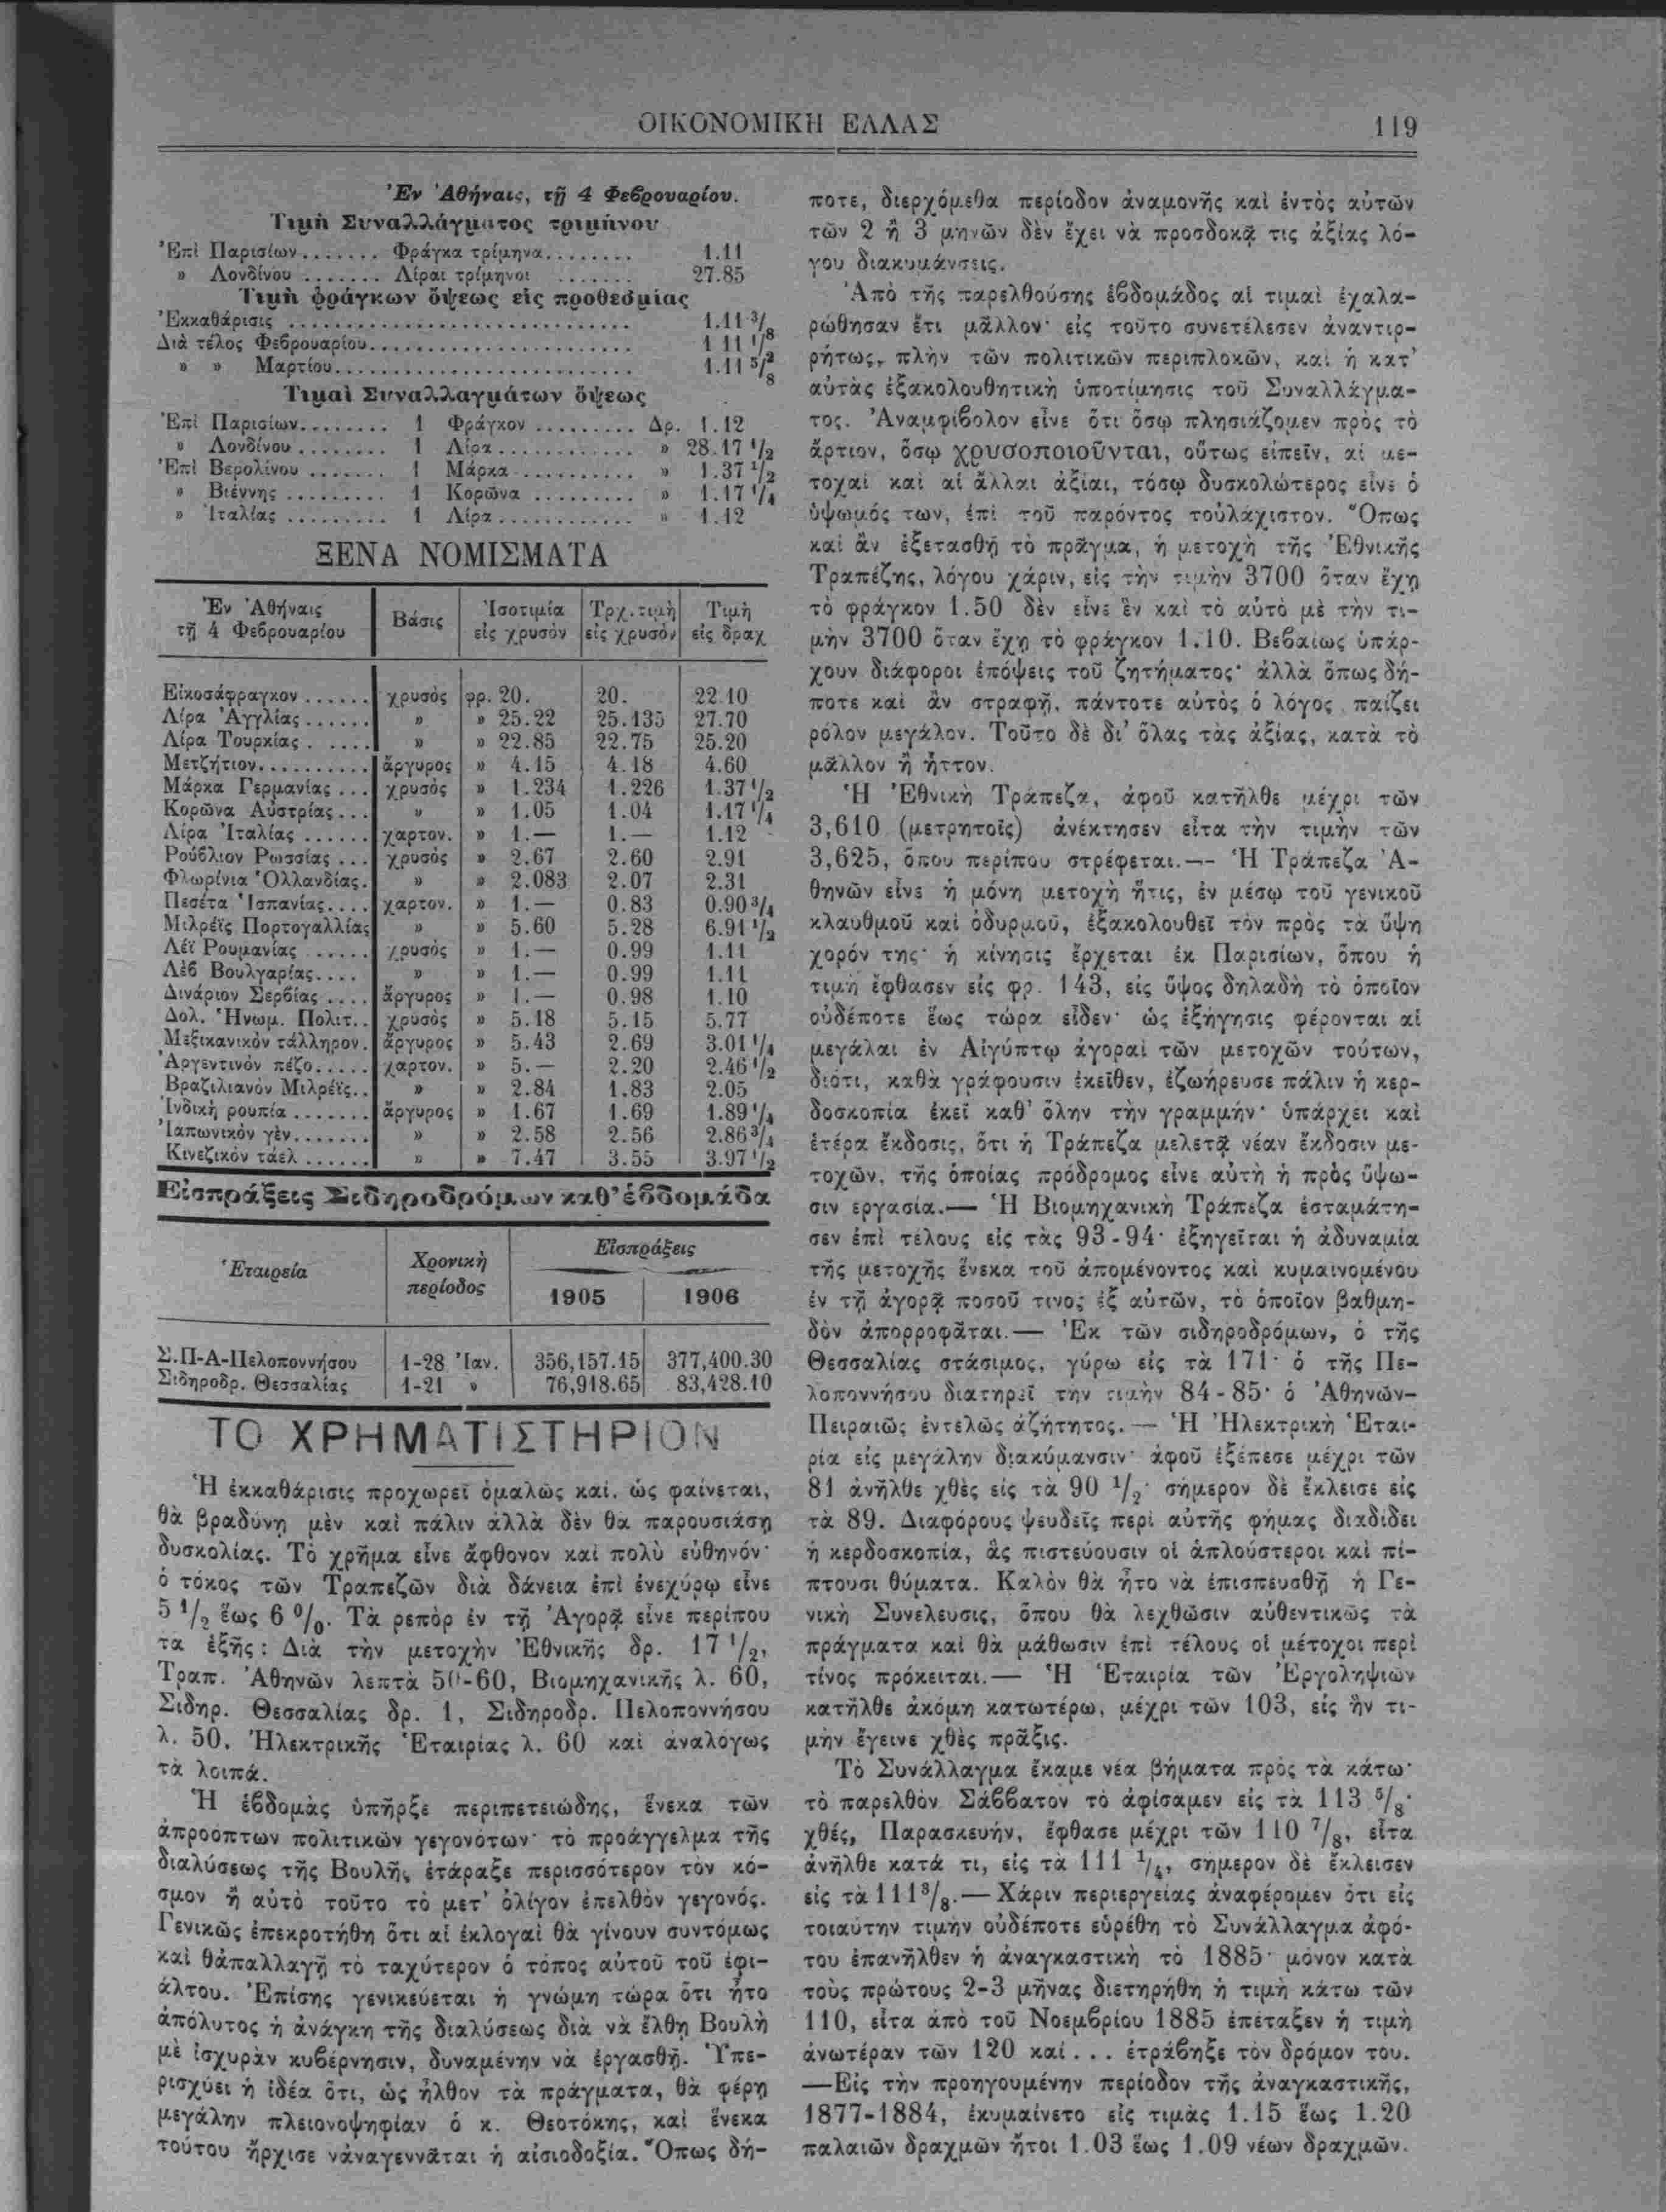 ΟΙΚΟΝΟΜΙΚΗ ΕΛΛΑΣ
119
Ἐν Ἀθήναις, τῇ 4 Φεβρουαρίου.
Τιμὴ Συναλλάγματος τριμήνου
Ἐπὶ Παρισίων....... Φράγκα τρίμηνα......... 1.11
» Λονδίνου ....... Λίραι τρίμηνοι ....... 27.85
Τιμὴ φράγκων ὄψεως εἰς προθεσμίας
Ἐκκαθάρισις .............................. 1.11 3/8
Διὰ τέλος Φεβρουαρίου........................ 1 11 1/2
» » Μαρτίου........................... 1.11 5/8
Τιμαὶ Συναλλαγμάτων ὄψεως
Ἐπὶ Παρισίων........ 1 Φράγκον ......... Δρ. 1.12
» Λονδίνου ........ 1 Λίρα............. » 28.17 1/2
Ἐπὶ Βερολίνου ....... 1 Μάρκα........... » 1.37 1/2
» Βιέννης ......... 1 Κορῶνα ......... » 1.17 1/4
» Ἰταλίας ......... 1 Λίρα............ » 1.12
ΞΕΝΑ ΝΟΜΙΣΜΑΤΑ
Ἐν Ἀθήναις τῇ 4 Φεβρουαρίου | Βάσις | Ἰσοτιμία εἰς χρυσὸν | Τρχ. τιμὴ εἰς χρυσὸν | Τιμὴ εἰς δραχ
Εἰκοσάφραγκον ...... χρυσὸς φρ. 20. 20. 22 10
Λίρα Ἀγγλίας...... » » 25.22 25.135 27.70
Λίρα Τουρκίας . ..... » » 22.85 22.75 25.20
Μετζήτιον.......... ἄργυρος » 4.15 4.18 4.60
Μάρκα Γερμανίας ... χρυσὸς » 1.234 1.226 1.37 1/2
Κορῶνα Αὐστρίας... » » 1.05 1.04 1.17 1/4
Λίρα Ἰταλίας ...... χαρτον. » 1.— 1.— 1.12
Ρούβλιον Ρωσσίας ... χρυσὸς » 2.67 2.60 2.91
Φλωρίνια Ὁλλανδίας. » » 2.083 2.07 2.31
Πεσέτα Ἱσπανίας.... χαρτον. » 1.— 0.83 0.90 3/4
Μιλρέϊς Πορτογαλλίας » » 5.60 5.28 6.91 1/2
Λέϊ Ρουμανίας ...... χρυσὸς » 1.— 0.99 1.11
Λὲβ Βουλγαρίας.... » » 1.— 0.99 1.11
Δινάριον Σερβίας .... ἄργυρος » 1.— 0.98 1.10
Δολ. Ἡνωμ. Πολιτ.. χρυσὸς » 5.18 5.15 5.77
Μεξικανικὸν τάλληρον. ἄργυρος » 5.43 2.69 3.01 1/4
Ἀργεντινὸν πέζο..... χαρτον. » 5.— 2.20 2.46 1/2
Βραζιλιανὸν Μιλρέϊς.. » » 2.84 1.83 2.05
Ἰνδικὴ ρουπία ....... ἄργυρος » 1.67 1.69 1.89 1/4
Ἰαπωνικὸν γὲν....... » » 2.58 2.56 2.86 3/4
Κινεζικὸν τάελ ...... » » 7.47 3.55 3.97 1/2
Εἰσπράξεις Σιδηροδρόμων καθ' ἑβδομάδα
Ἑταιρεία | Χρονικὴ περίοδος | Εἰσπράξεις
1905 | 1906
Σ.Π-Α-Πελοποννήσου 1-28 Ἰαν. 356,157.15 377,400.30
Σιδηροδρ. Θεσσαλίας 1-21 » 76,918.65 83,428.10
ΤΟ ΧΡΗΜΑΤΙΣΤΗΡΙΟΝ
Ἡ ἐκκαθάρισις προχωρεῖ ὁμαλῶς καί. ὡς φαίνεται,
θὰ βραδύνῃ μὲν καὶ πάλιν ἀλλὰ δὲν θὰ παρουσιάσῃ
δυσκολίας. Τὸ χρῆμα εἶνε ἄφθονον καὶ πολὺ εὐθηνόν·
ὁ τόκος τῶν Τραπεζῶν διὰ δάνεια ἐπὶ ἐνεχύρῳ εἶνε
5 1/2 ἕως 6 0/0. Τὰ ρεπὸρ ἐν τῇ Ἀγορᾷ εἶνε περίπου
τὰ ἑξῆς : Διὰ τὴν μετοχὴν Ἐθνικῆς δρ. 17 1/2,
Τραπ. Ἀθηνῶν λεπτὰ 50-60, Βιομηχανικῆς λ. 60,
Σιδηρ. Θεσσαλίας δρ. 1, Σιδηροδρ. Πελοποννήσου
λ. 50, Ἠλεκτρικῆς Ἑταιρίας λ. 60 καὶ ἀναλόγως
τὰ λοιπά.
Ἡ ἑβδομὰς ὑπῆρξε περιπετειώδης, ἕνεκα τῶν
ἀπροόπτων πολιτικῶν γεγονότων· τὸ προάγγελμα τῆς
διαλύσεως τῆς Βουλῆς ἐτάραξε περισσότερον τὸν κό-
σμον ἢ αὐτὸ τοῦτο τὸ μετ' ὀλίγον ἐπελθὸν γεγονός.
Γενικῶς ἐπεκροτήθη ὅτι αἱ ἐκλογαὶ θὰ γίνουν συντόμως
καὶ θἀπαλλαγῇ τὸ ταχύτερον ὁ τόπος αὐτοῦ τοῦ ἐφι-
άλτου. Ἐπίσης γενικεύεται ἡ γνώμη τώρα ὅτι ἦτο
ἀπόλυτος ἡ ἀνάγκη τῆς διαλύσεως διὰ νὰ ἔλθῃ Βουλὴ
μὲ ἰσχυρὰν κυβέρνησιν, δυναμένην νὰ ἐργασθῇ. Ὑπε-
ρισχύει ἡ ἰδέα ὅτι, ὡς ἦλθον τὰ πράγματα, θὰ φέρῃ
μεγάλην πλειονοψηφίαν ὁ κ. Θεοτόκης, καὶ ἕνεκα
τούτου ἤρχισε νἀναγεννᾶται ἡ αἰσιοδοξία. Ὅπως δή-
ποτε, διερχόμεθα περίοδον ἀναμονῆς καὶ ἐντὸς αὐτῶν
τῶν 2 ἢ 3 μηνῶν δὲν ἔχει νὰ προσδοκᾷ τις ἀξίας λό-
γου διακυμάνσεις.
Ἀπὸ τῆς παρελθούσης ἑβδομάδος αἱ τιμαὶ ἐχαλα-
ρώθησαν ἔτι μᾶλλον· εἰς τοῦτο συνετέλεσεν ἀναντιρ-
ρήτως, πλὴν τῶν πολιτικῶν περιπλοκῶν, καὶ ἡ κατ'
αὐτὰς ἐξακολουθητικὴ ὑποτίμησις τοῦ Συναλλάγμα-
τος. Ἀναμφίβολον εἶνε ὅτι ὅσῳ πλησιάζομεν πρὸς τὸ
ἄρτιον, ὅσῳ χρυσοποιοῦνται, οὕτως εἰπεῖν, αἱ με-
τοχαὶ καὶ αἱ ἄλλαι ἀξίαι, τόσῳ δυσκολώτερος εἶνε ὁ
ὑψωμός των, ἐπὶ τοῦ παρόντος τοὐλάχιστον. Ὅπως
καὶ ἂν ἐξετασθῇ τὸ πρᾶγμα, ἡ μετοχὴ τῆς Ἐθνικῆς
Τραπέζης, λόγου χάριν, εἰς τὴν τιμὴν 3700 ὅταν ἔχῃ
τὸ φράγκον 1.50 δὲν εἶνε ἓν καὶ τὸ αὐτὸ μὲ τὴν τι-
μὴν 3700 ὅταν ἔχῃ τὸ φράγκον 1.10. Βεβαίως ὑπάρ-
χουν διάφοροι ἐπόψεις τοῦ ζητήματος· ἀλλὰ ὅπως δή-
ποτε καὶ ἂν στραφῇ, πάντοτε αὐτὸς ὁ λόγος παίζει
ρόλον μεγάλον. Τοῦτο δὲ δι' ὅλας τὰς ἀξίας, κατὰ τὸ
μᾶλλον ἢ ἧττον.
Ἡ Ἐθνικὴ Τράπεζα, ἀφοῦ κατῆλθε μέχρι τῶν
3,610 (μετρητοῖς) ἀνέκτησεν εἶτα τὴν τιμὴν τῶν
3,625, ὅπου περίπου στρέφεται.—- Ἡ Τράπεζα Ἀ-
θηνῶν εἶνε ἡ μόνη μετοχὴ ἥτις, ἐν μέσῳ τοῦ γενικοῦ
κλαυθμοῦ καὶ ὀδυρμοῦ, ἐξακολουθεῖ τὸν πρὸς τὰ ὕψη
χορόν της· ἡ κίνησις ἔρχεται ἐκ Παρισίων, ὅπου ἡ
τιμὴ ἔφθασεν εἰς φρ. 143, εἰς ὕψος δηλαδὴ τὸ ὁποῖον
οὐδέποτε ἕως τώρα εἶδεν· ὡς ἐξήγησις φέρονται αἱ
μεγάλαι ἐν Αἰγύπτῳ ἀγοραὶ τῶν μετοχῶν τούτων,
διότι, καθὰ γράφουσιν ἐκεῖθεν, ἐζωήρευσε πάλιν ἡ κερ-
δοσκοπία ἐκεῖ καθ' ὅλην τὴν γραμμήν· ὑπάρχει καὶ
ἑτέρα ἔκδοσις, ὅτι ἡ Τράπεζα μελετᾷ νέαν ἔκδοσιν με-
τοχῶν, τῆς ὁποίας πρόδρομος εἶνε αὐτὴ ἡ πρὸς ὕψω-
σιν εργασία.— Ἡ Βιομηχανικὴ Τράπεζα ἐσταμάτη-
σεν ἐπὶ τέλους εἰς τὰς 93-94· ἐξηγεῖται ἡ ἀδυναμία
τῆς μετοχῆς ἕνεκα τοῦ ἀπομένοντος καὶ κυμαινομένου
ἐν τῇ ἀγορᾷ ποσοῦ τινος ἐξ αὐτῶν, τὸ ὁποῖον βαθμη-
δὸν ἀπορροφᾶται.— Ἐκ τῶν σιδηροδρόμων, ὁ τῆς
Θεσσαλίας στάσιμος, γύρω εἰς τὰ 171· ὁ τῆς Πε-
λοποννήσου διατηρεῖ τὴν τιμὴν 84-85· ὁ Ἀθηνῶν-
Πειραιῶς ἐντελῶς ἀζήτητος. — Ἡ Ἠλεκτρικὴ Ἑται-
ρία εἰς μεγάλην διακύμανσιν· ἀφοῦ ἐξέπεσε μέχρι τῶν
81 ἀνῆλθε χθὲς εἰς τὰ 90 1/2· σήμερον δὲ ἔκλεισε εἰς
τὰ 89. Διαφόρους ψευδεῖς περὶ αὐτῆς φήμας διαδίδει
ἡ κερδοσκοπία, ἃς πιστεύουσιν οἱ ἁπλούστεροι καὶ πί-
πτουσι θύματα. Καλὸν θὰ ἦτο νὰ ἐπισπευσθῇ ἡ Γε-
νικὴ Συνέλευσις, ὅπου θὰ λεχθῶσιν αὐθεντικῶς τὰ
πράγματα καὶ θὰ μάθωσιν ἐπὶ τέλους οἱ μέτοχοι περὶ
τίνος πρόκειται.— Ἡ Ἑταιρία τῶν Ἐργοληψιῶν
κατῆλθε ἀκόμη κατωτέρω, μέχρι τῶν 103, εἰς ἣν τι-
μὴν ἔγεινε χθὲς πρᾶξις.
Τὸ Συνάλλαγμα ἔκαμε νέα βήματα πρὸς τὰ κάτω·
τὸ παρελθὸν Σάββατον τὸ ἀφίσαμεν εἰς τὰ 113 5/8·
χθές, Παρασκευήν, ἔφθασε μέχρι τῶν 110 7/8, εἶτα
ἀνῆλθε κατά τι, εἰς τὰ 111 1/4, σήμερον δὲ ἔκλεισεν
εἰς τὰ 111 3/8.— Χάριν περιεργείας ἀναφέρομεν ὅτι εἰς
τοιαύτην τιμὴν οὐδέποτε εὑρέθη τὸ Συνάλλαγμα ἀφό-
του ἐπανῆλθεν ἡ ἀναγκαστικὴ τὸ 1885· μόνον κατὰ
τοὺς πρώτους 2-3 μῆνας διετηρήθη ἡ τιμὴ κάτω τῶν
110, εἶτα ἀπὸ τοῦ Νοεμβρίου 1885 ἐπέταξεν ἡ τιμὴ
ἀνωτέραν τῶν 120 καί... ἐτράβηξε τὸν δρόμον του.
—Εἰς τὴν προηγουμένην περίοδον τῆς ἀναγκαστικῆς,
1877-1884, ἐκυμαίνετο εἰς τιμὰς 1.15 ἕως 1.20
παλαιῶν δραχμῶν ἤτοι 1.03 ἕως 1.09 νέων δραχμῶν.